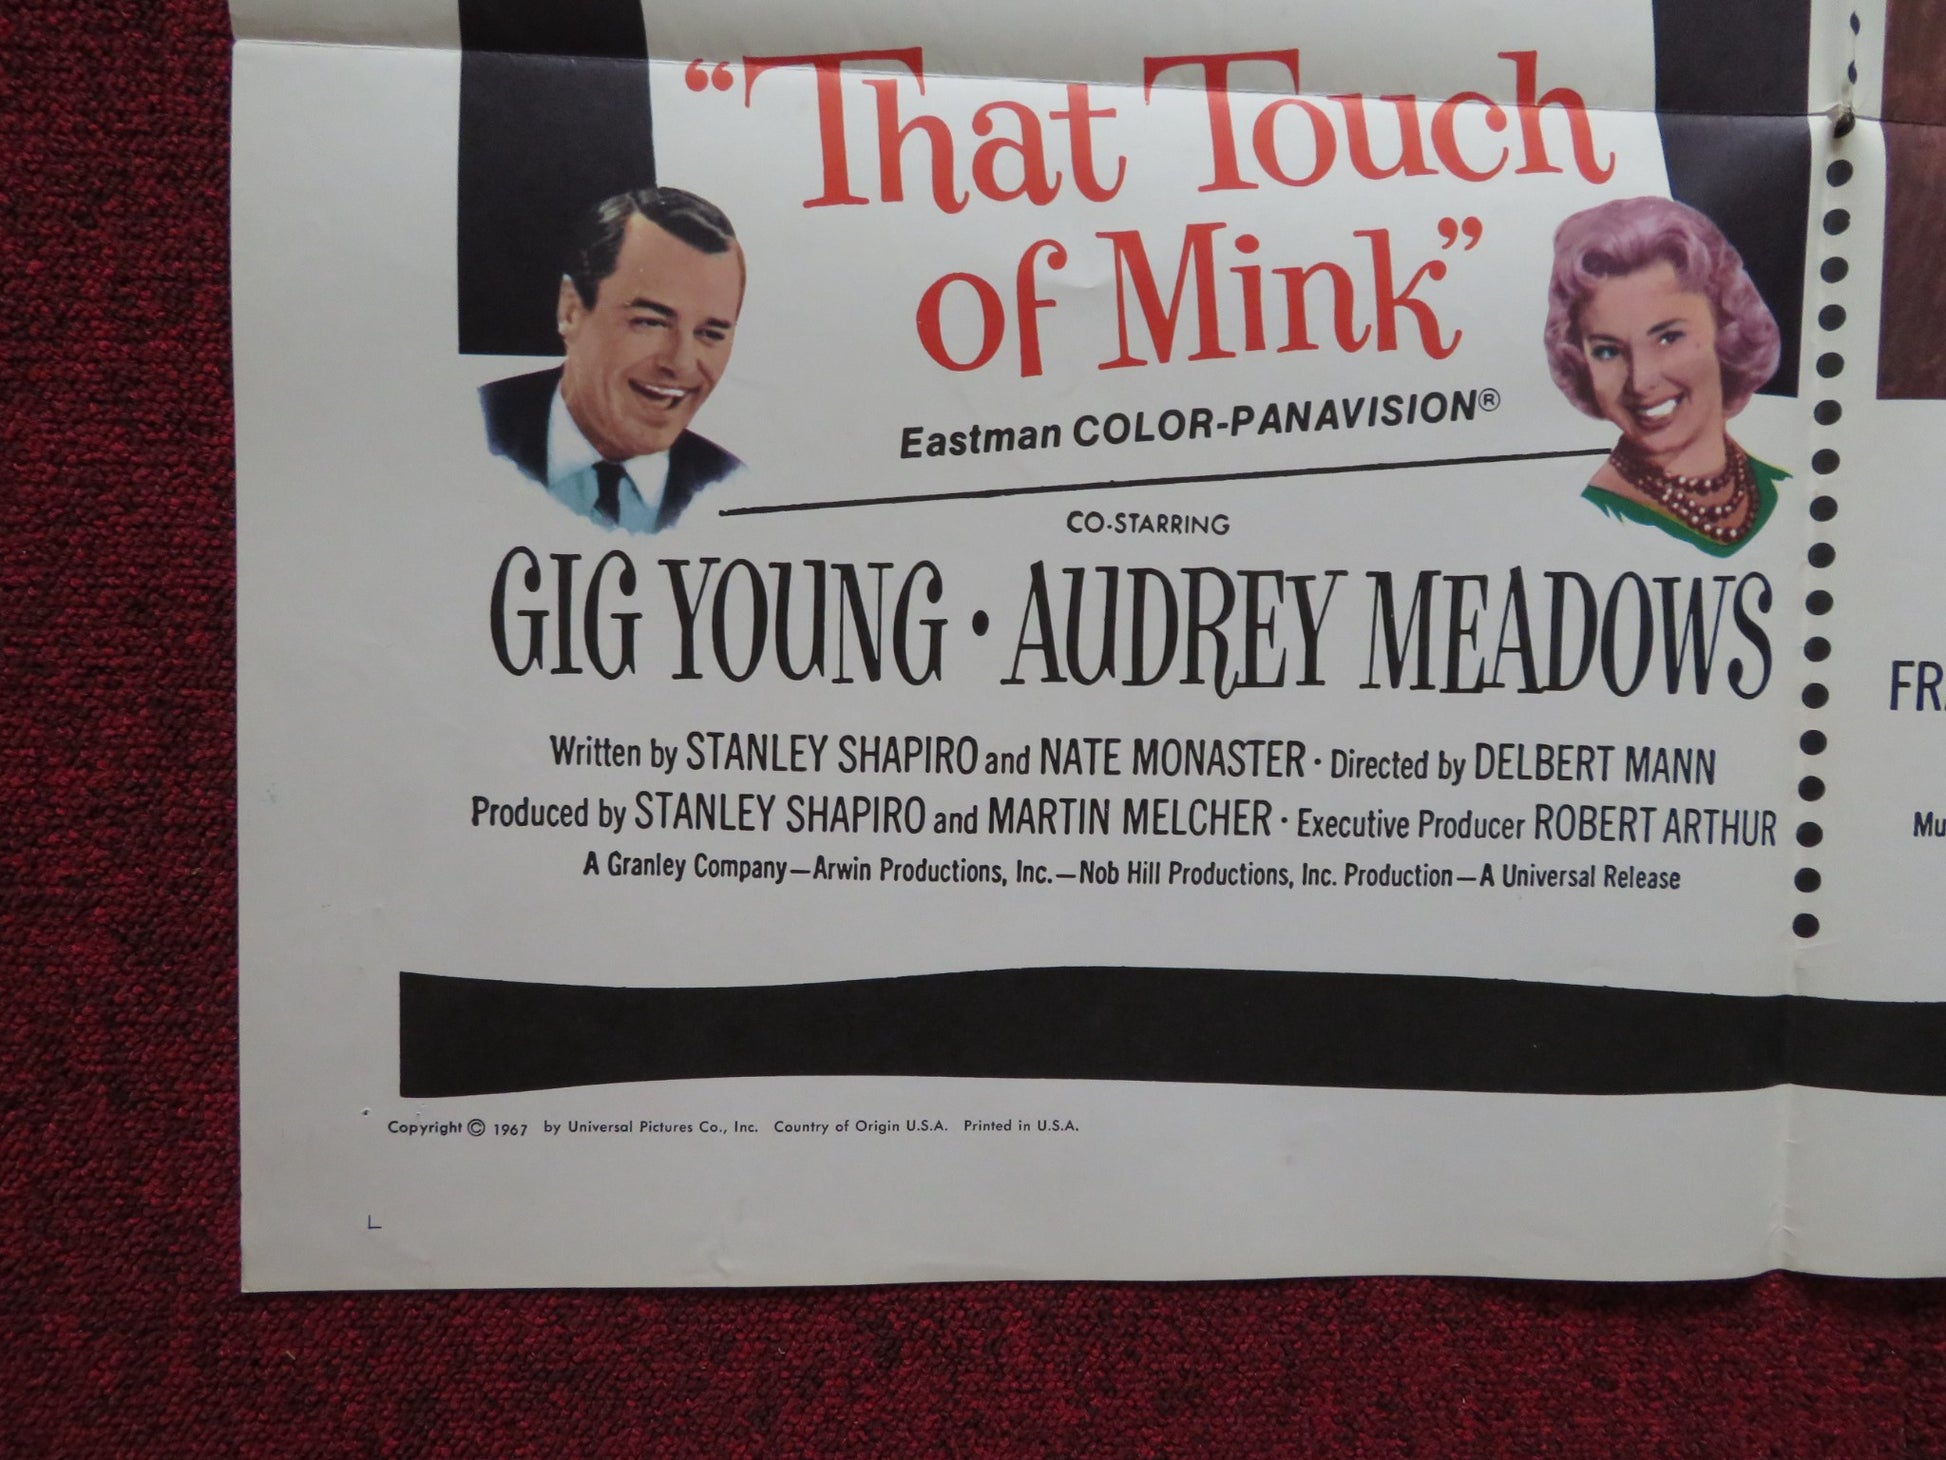 “That Touch
of Mink”
Eastman COLOR-PANAVISION®
CO-STARRING
GIG YOUNG • AUDREY MEADOWS
Written by STANLEY SHAPIRO and NATE MONASTER · Directed by DELBERT MANN
Produced by STANLEY SHAPIRO and MARTIN MELCHER · Executive Producer ROBERT ARTHUR
A Granley Company—Arwin Productions, Inc.—Nob Hill Productions, Inc. Production—A Universal Release
Copyright © 1967 by Universal Pictures Co., Inc. Country of Origin U.S.A. Printed in U.S.A.